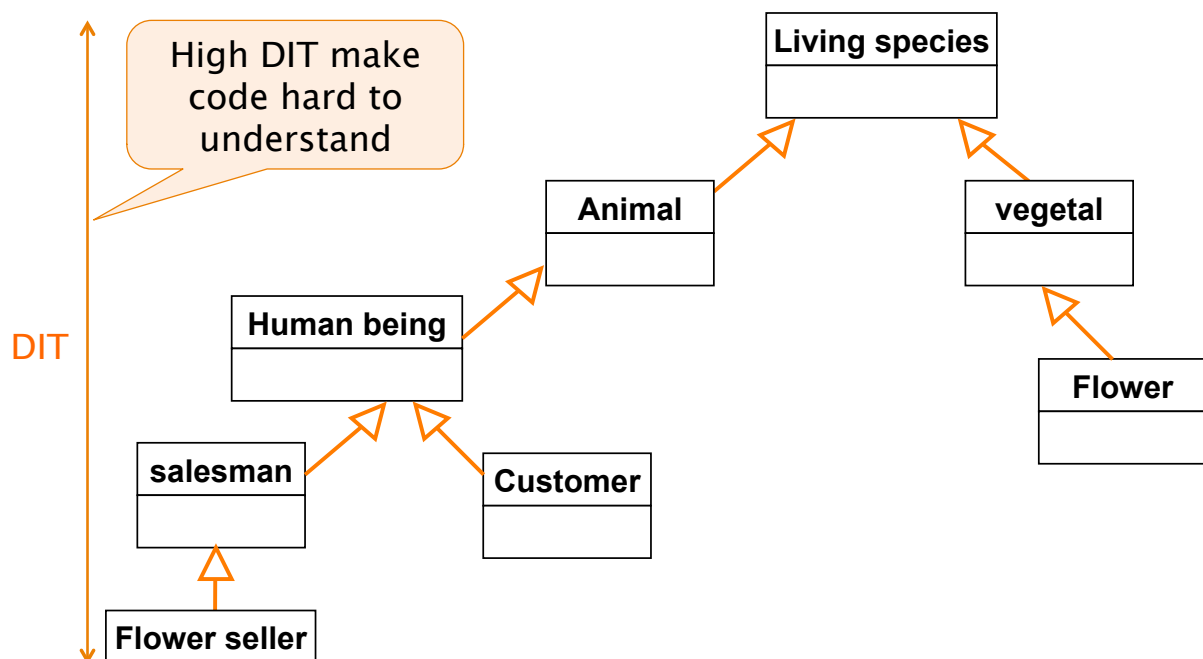 High DIT make
code hard to
understand
Living species
Animal
vegetal
Human being
DIT
Flower
salesman
Customer
Flower seller